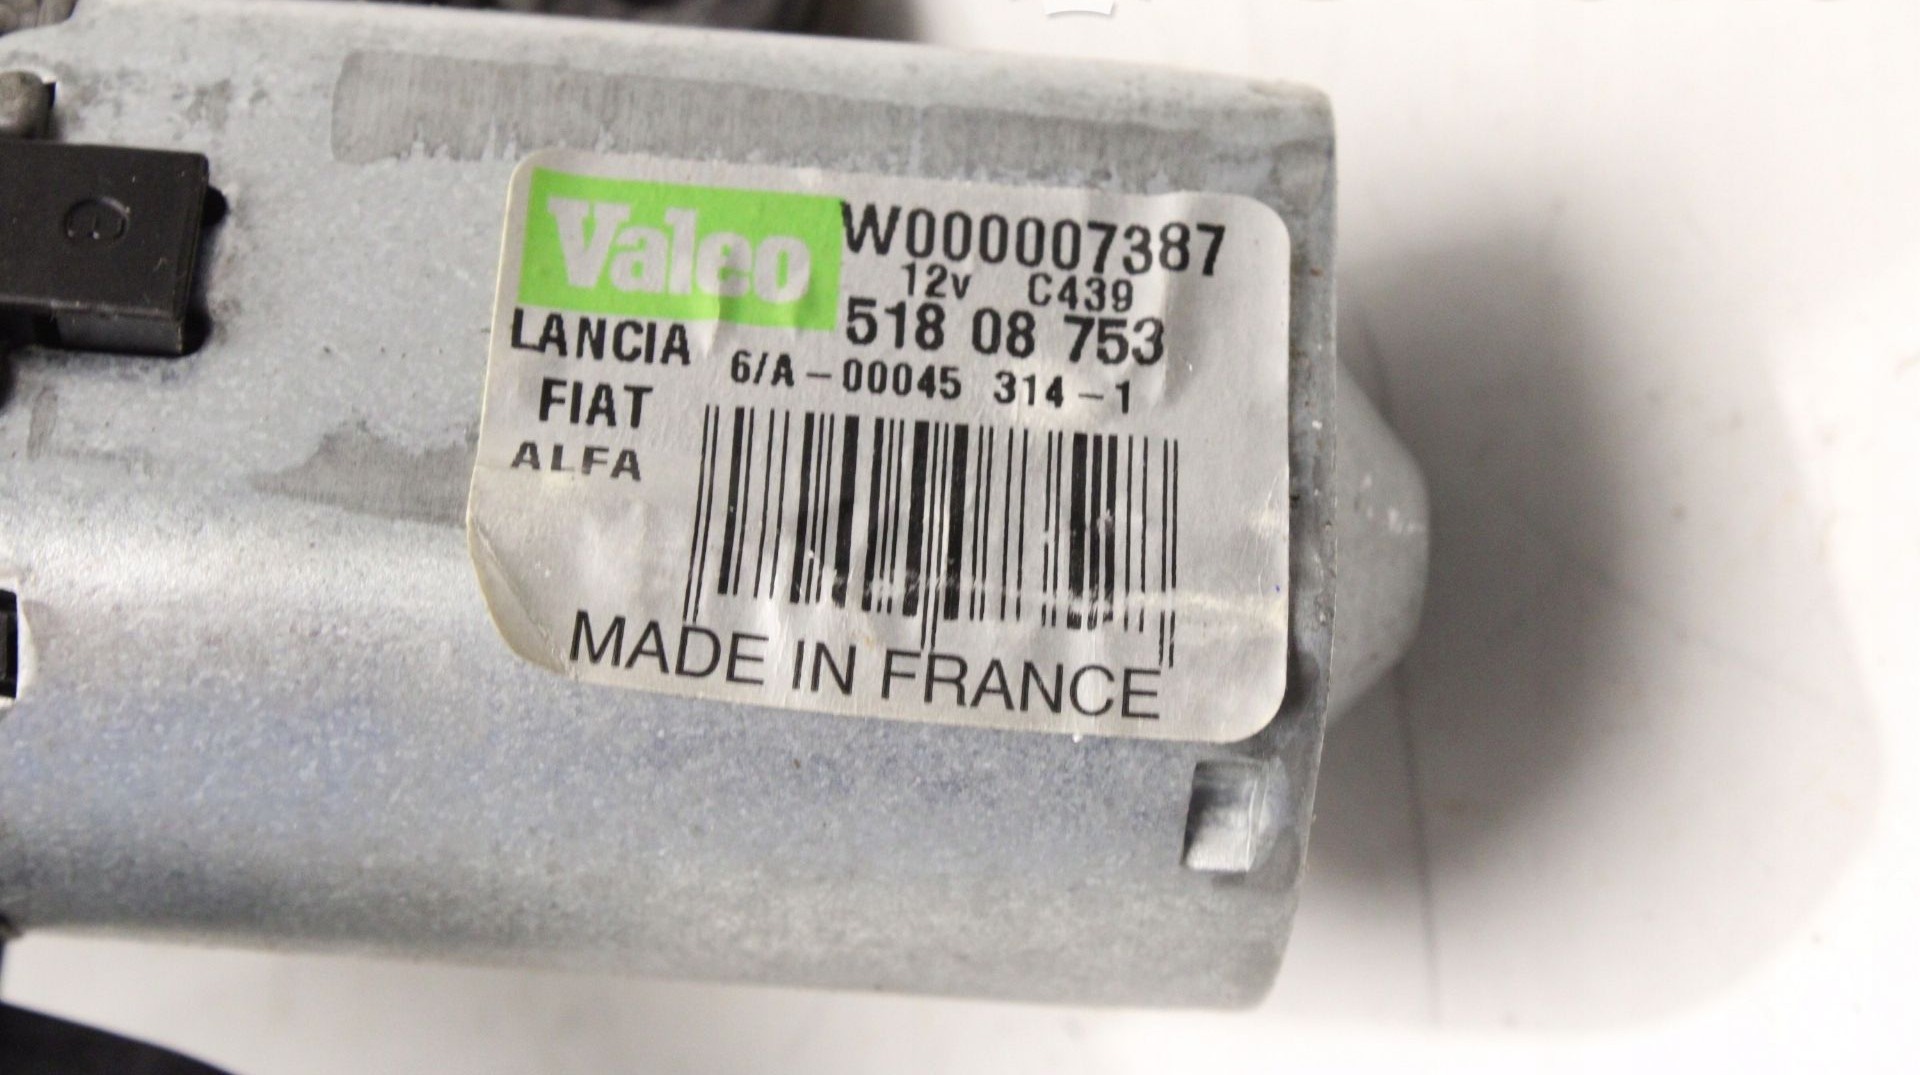 Valeo W000007387
12v C439
518 08 753
LANCIA
6/A-00045 314-1
FIAT
ALFA
MADE IN FRANCE